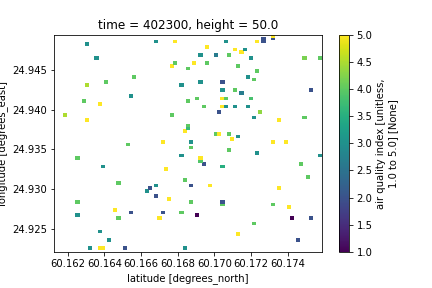 time = 402300, height = 50.0
24.945
24.940
24.935
24.930
24.925
longitude [degrees_east]
60.162 60.164 60.166 60.168 60.170 60.172 60.174
latitude [degrees_north]
5.0
4.5
4.0
3.5
3.0
2.5
2.0
1.5
1.0
air quality index [unitless,
1.0 to 5.0] [None]